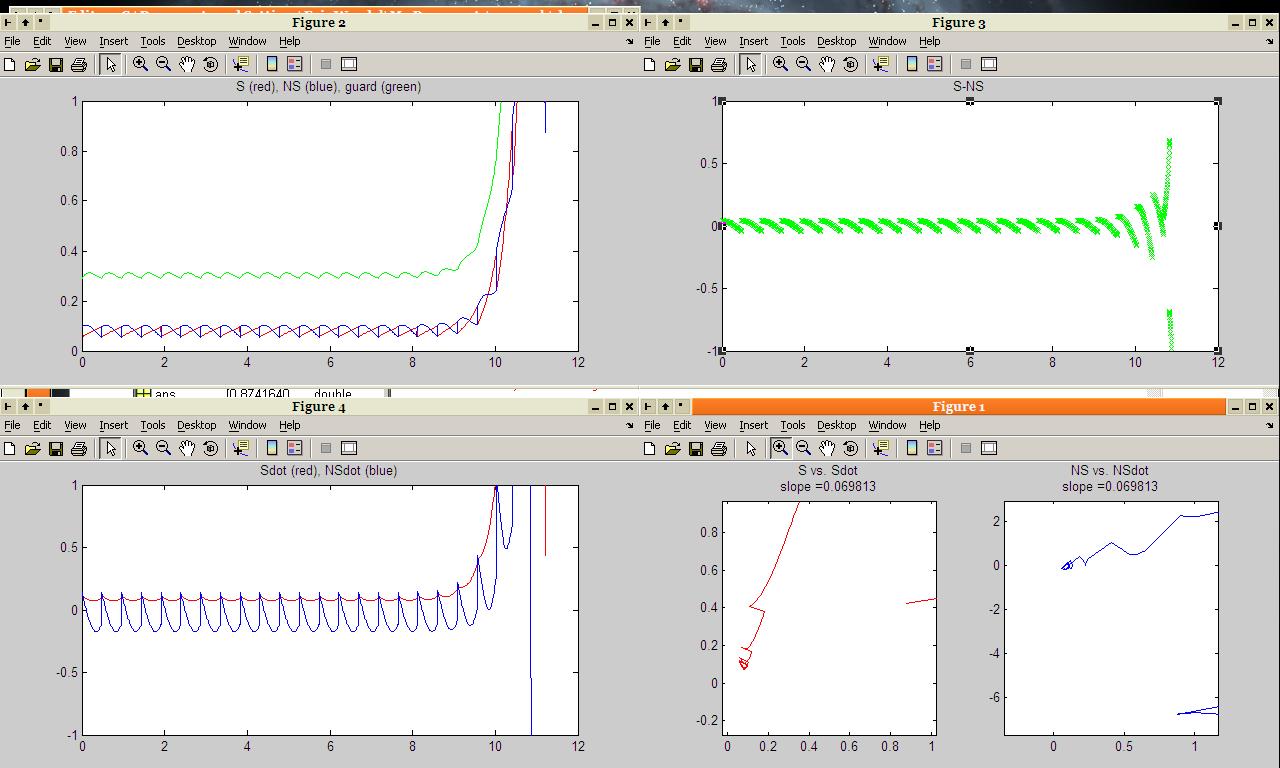 Figure 2
File Edit View Insert Tools Desktop Window Help
S (red), NS (blue), guard (green)
1
0.8
0.6
0.4
0.2
0
0 2 4 6 8 10 12
Figure 3
File Edit View Insert Tools Desktop Window Help
S-NS
1
0.5
0
-0.5
-1
0 2 4 6 8 10 12
ans [0.8741640... double
Figure 4
File Edit View Insert Tools Desktop Window Help
Sdot (red), NSdot (blue)
1
0.5
0
-0.5
-1
0 2 4 6 8 10 12
Figure 1
File Edit View Insert Tools Desktop Window Help
S vs. Sdot
slope =0.069813
0.8
0.6
0.4
0.2
0
-0.2
0 0.2 0.4 0.6 0.8 1
NS vs. NSdot
slope =0.069813
2
0
-2
-4
-6
0 0.5 1